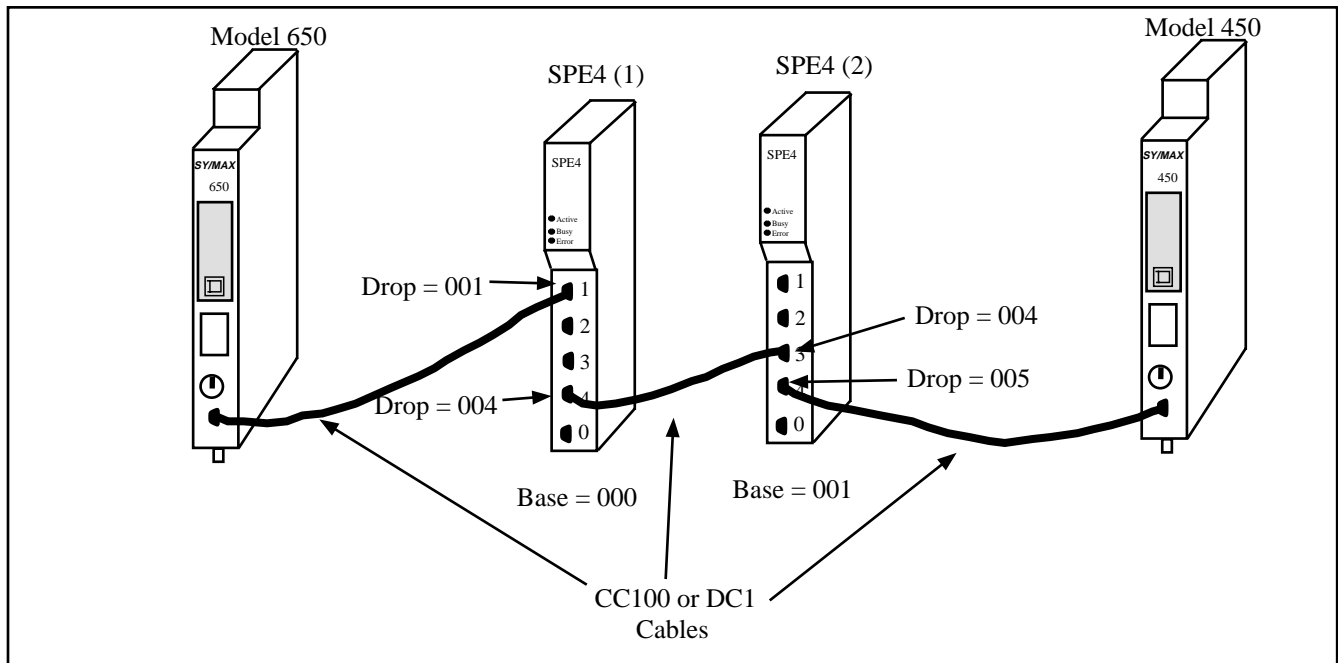 Model 650
Model 450
SPE4 (1)
SPE4 (2)
SY/MAX
650
SPE4
Active
Busy
Error
SPE4
Active
Busy
Error
SY/MAX
450
Drop = 001
1
2
3
4
0
Drop = 004
1
2
3
4
0
Drop = 004
Drop = 005
Base = 000
Base = 001
CC100 or DC1
Cables